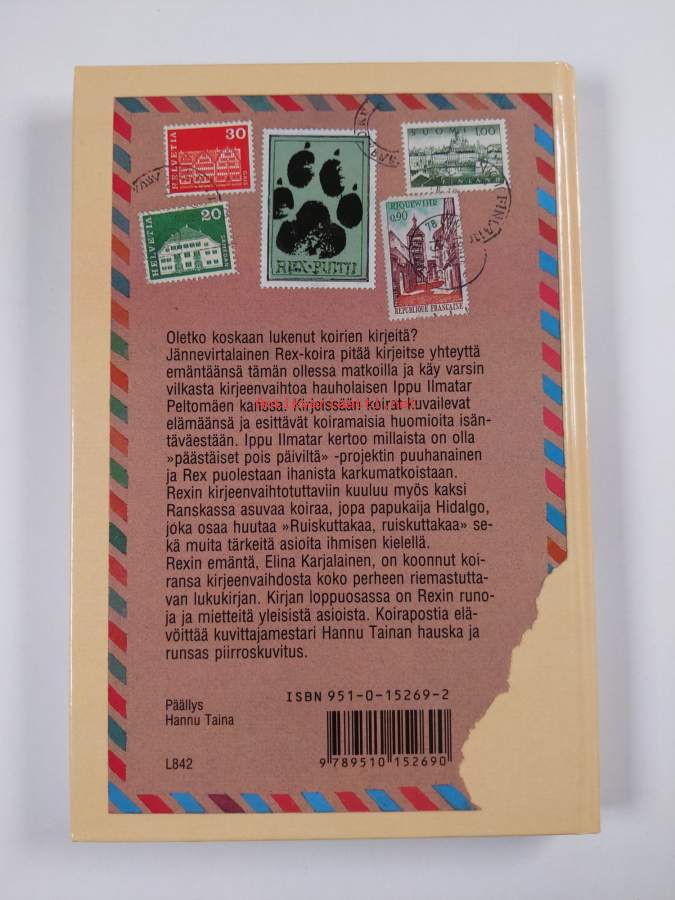 HELVETIA
30
HELVETIA
20
REX-PUTTI
SUOMI 1,00
FINLAND
RIQUEWIHR
0,90
REPUBLIQUE FRANÇAISE
Oletko koskaan lukenut koirien kirjeitä?
Jännevirtalainen Rex-koira pitää kirjeitse yhteyttä
emäntäänsä tämän ollessa matkoilla ja käy varsin
vilkasta kirjeenvaihtoa hauholaisen Ippu Ilmatar
Peltomäen kanssa. Kirjeissään koirat kuvailevat
elämäänsä ja esittävät koiramaisia huomioita isän-
täväestään. Ippu Ilmatar kertoo millaista on olla
»päästäiset pois päiviltä» -projektin puuhanainen
ja Rex puolestaan ihanista karkumatkoistaan.
Rexin kirjeenvaihtotuttaviin kuuluu myös kaksi
Ranskassa asuvaa koiraa, jopa papukaija Hidalgo,
joka osaa huutaa »Ruiskuttakaa, ruiskuttakaa» se-
kä muita tärkeitä asioita ihmisen kielellä.
Rexin emäntä, Elina Karjalainen, on koonnut koi-
ransa kirjeenvaihdosta koko perheen riemastutta-
van lukukirjan. Kirjan loppuosassa on Rexin runo-
ja ja mietteitä yleisistä asioista. Koirapostia elä-
vöittää kuvittajamestari Hannu Tainan hauska ja
runsas piirroskuvitus.
ISBN 951-0-15269-2
Päällys
Hannu Taina
L842
9 789510 152690